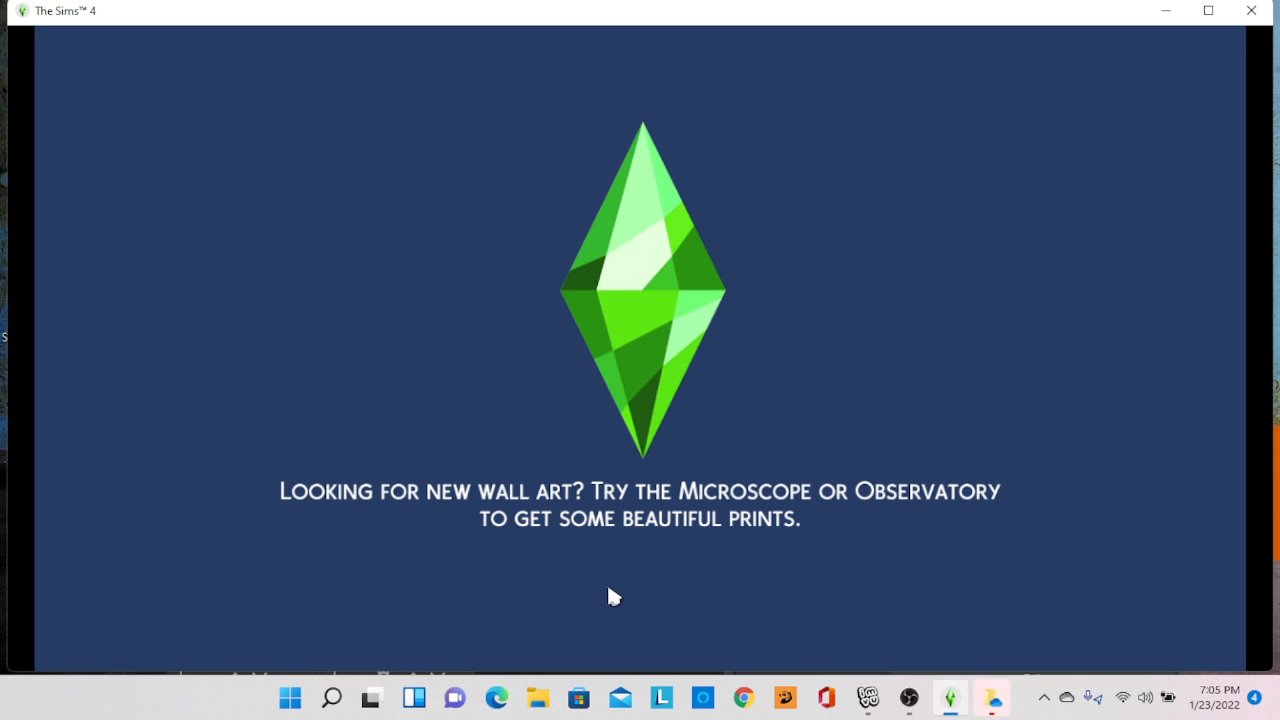 The Sims™ 4
LOOKING FOR NEW WALL ART? TRY THE MICROSCOPE OR OBSERVATORY
TO GET SOME BEAUTIFUL PRINTS.
7:05 PM
1/23/2022
4